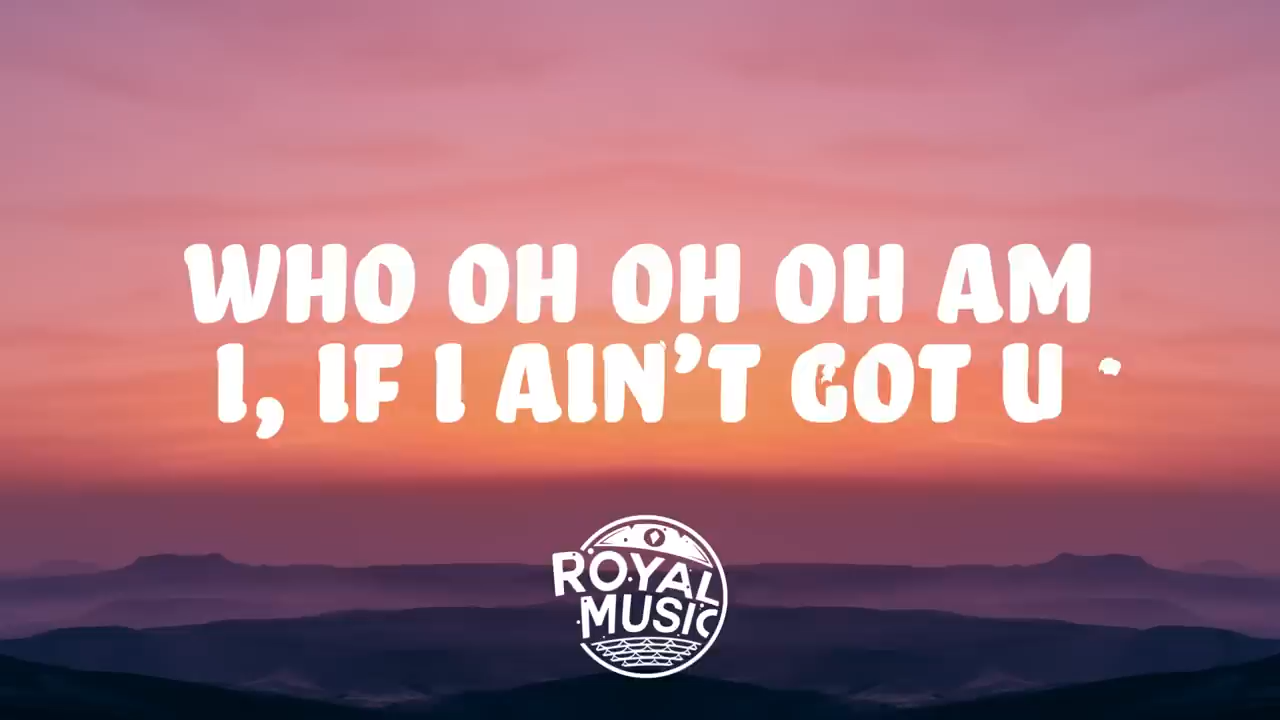 WHO OH OH OH AM
I, IF I AIN'T GOT U
ROYAL
MUSIC